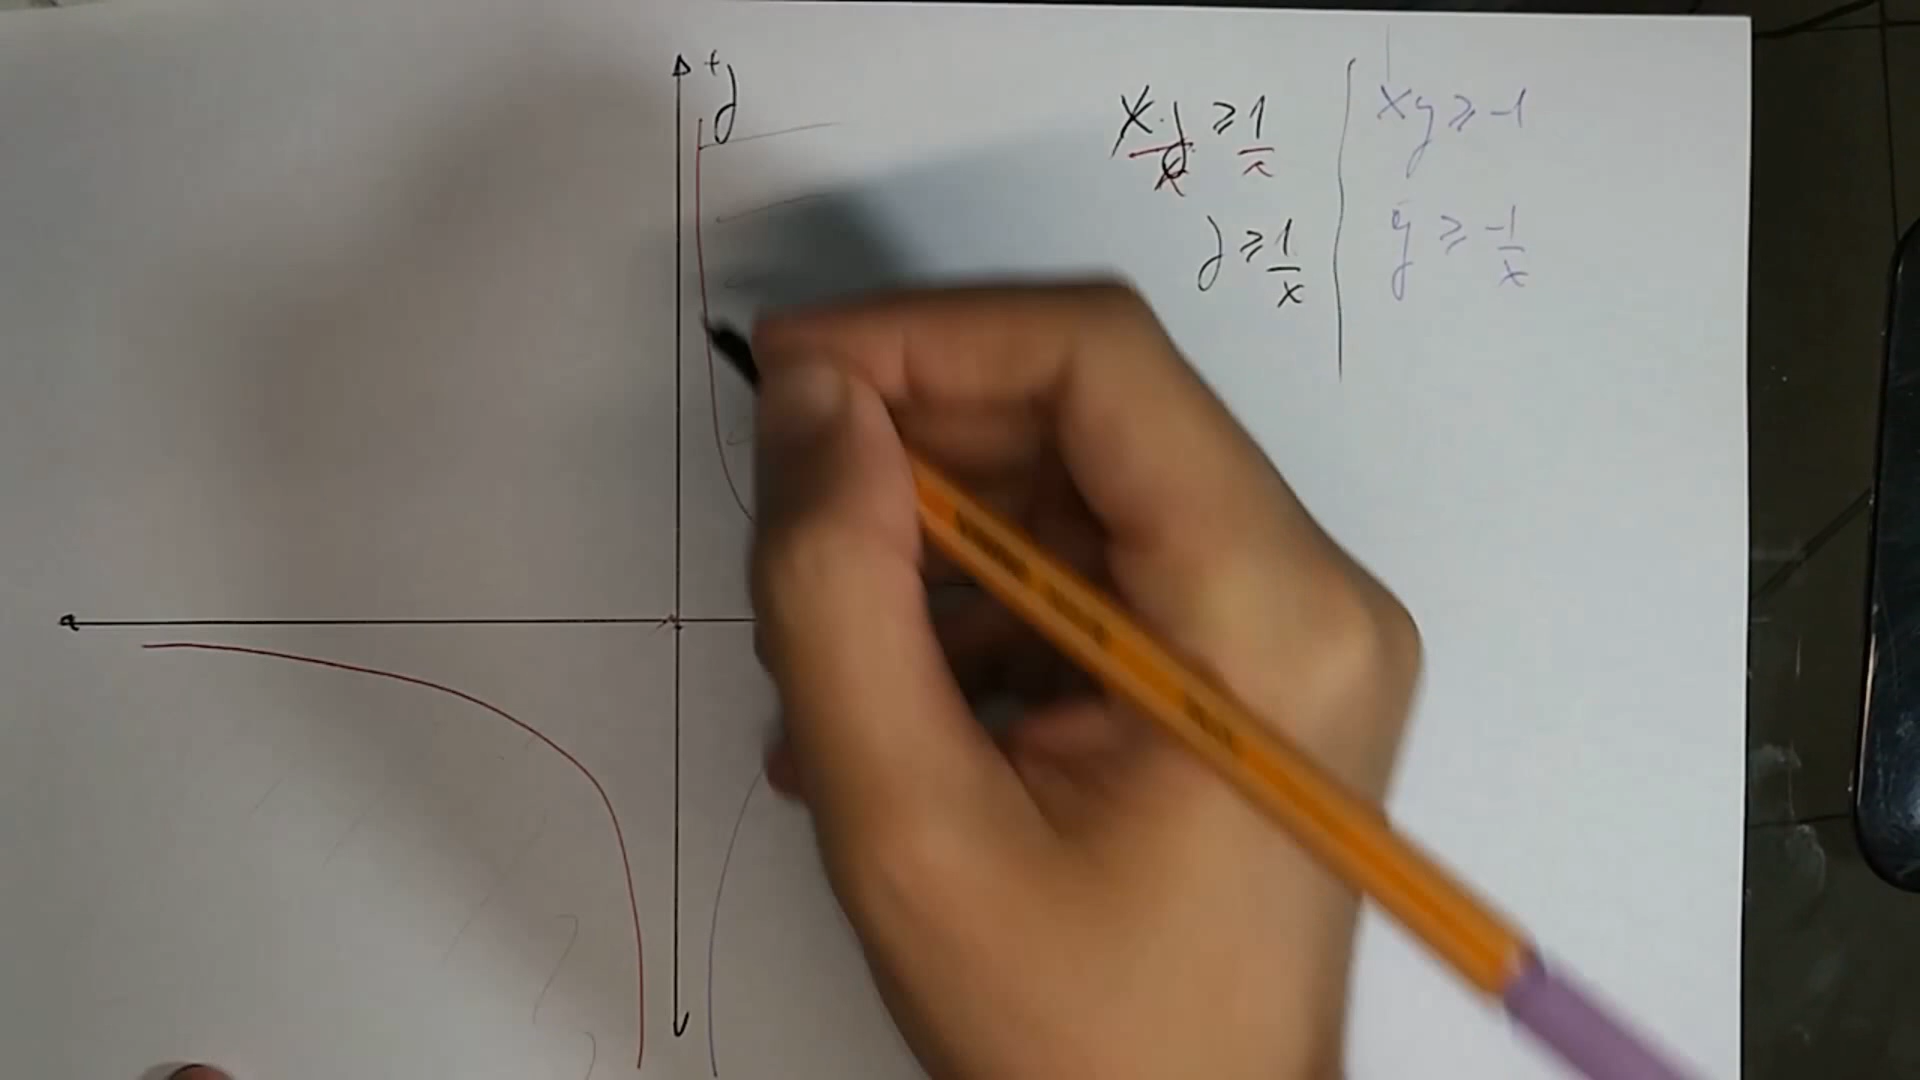 +y
x·y ≥ 1
x x
y ≥ 1/x
xy ≥ -1
y ≥ -1/x